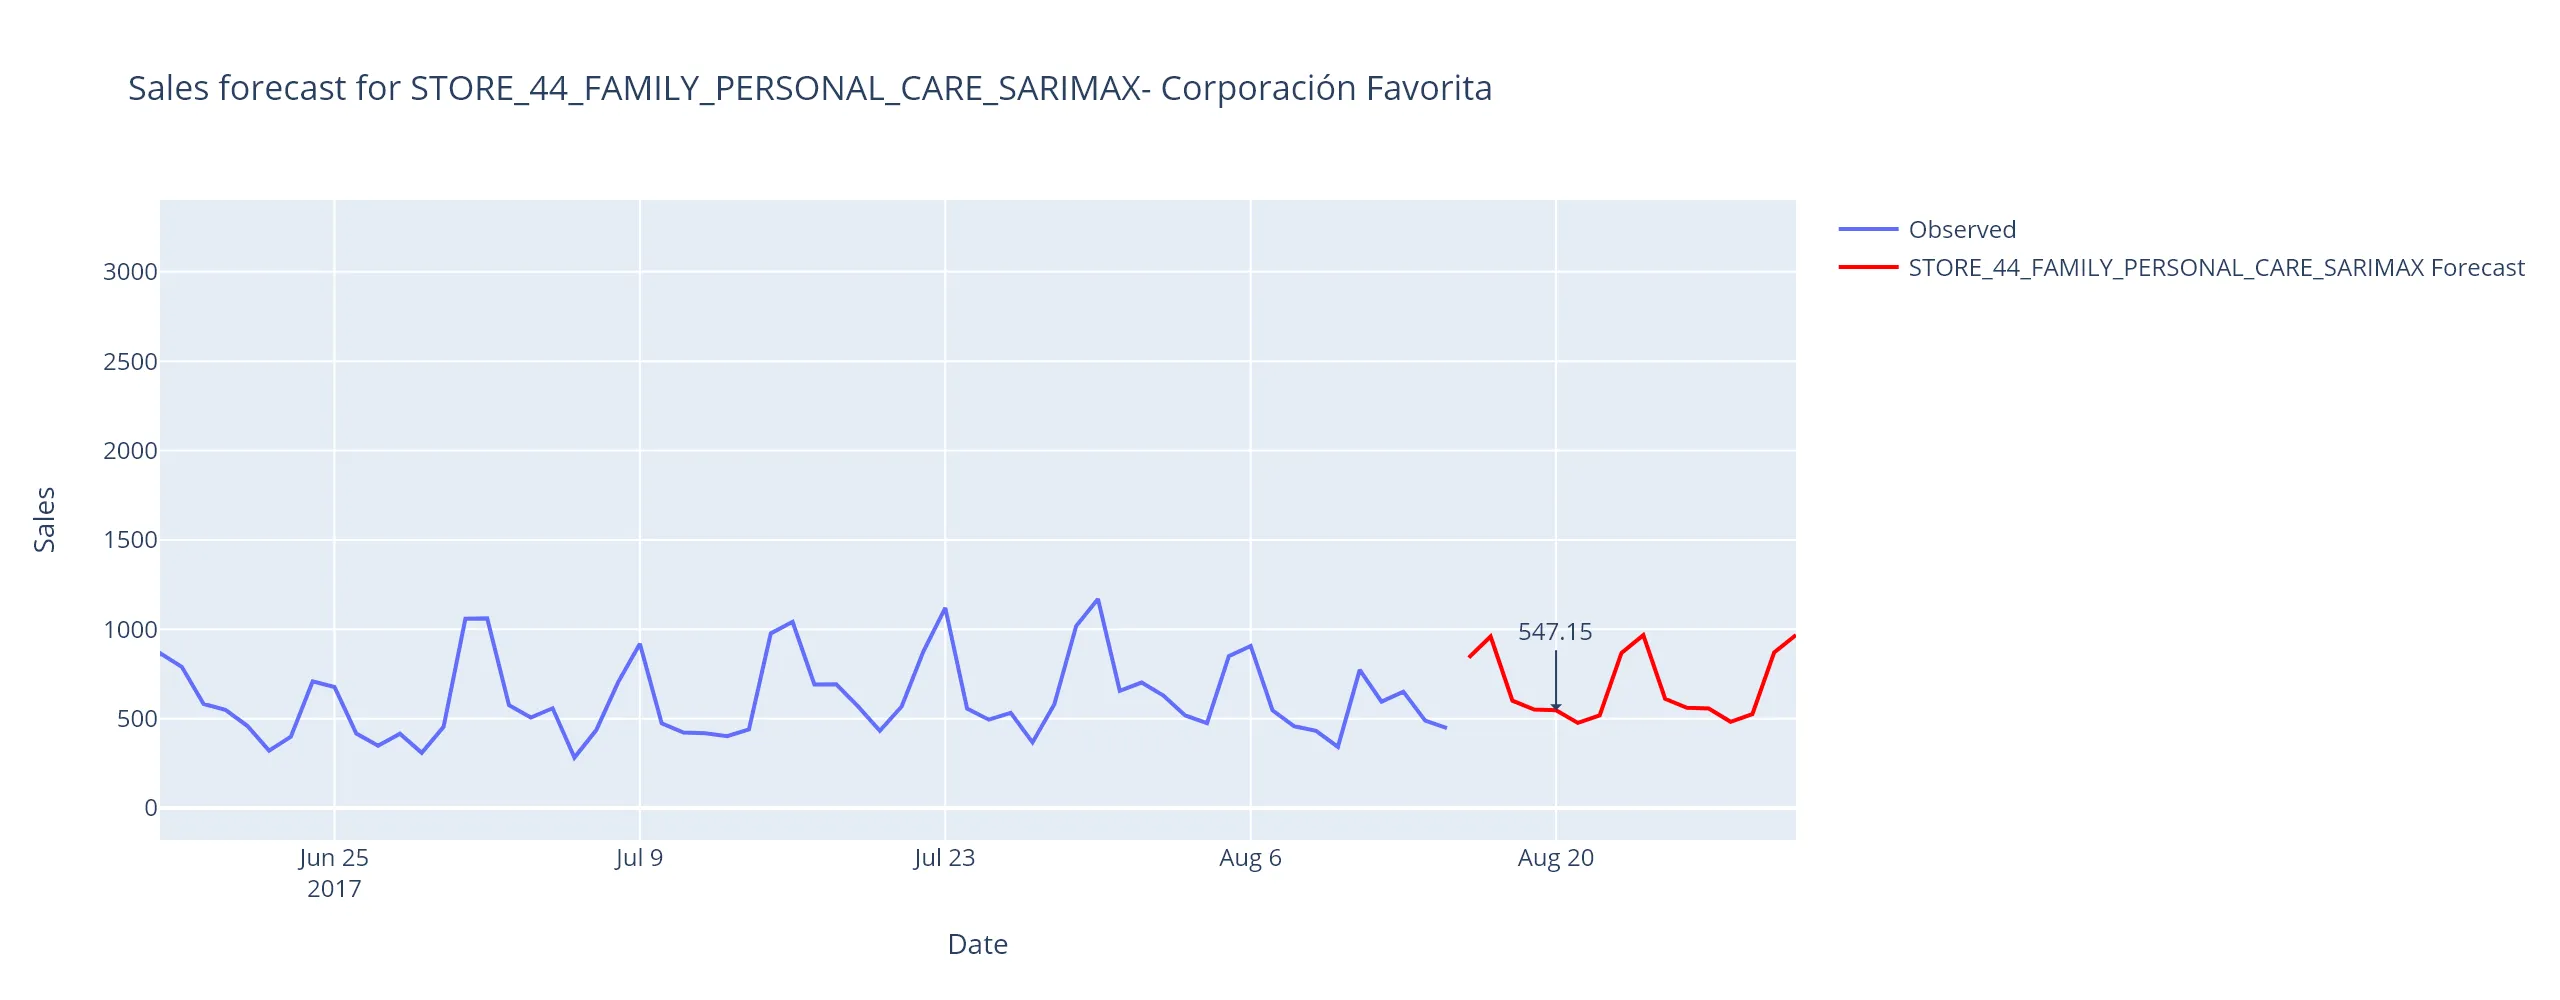 Sales forecast for STORE_44_FAMILY_PERSONAL_CARE_SARIMAX- Corporación Favorita
Observed
STORE_44_FAMILY_PERSONAL_CARE_SARIMAX Forecast
3000
2500
2000
1500
1000
500
0
Sales
547.15
Jun 25
2017
Jul 9
Jul 23
Aug 6
Aug 20
Date